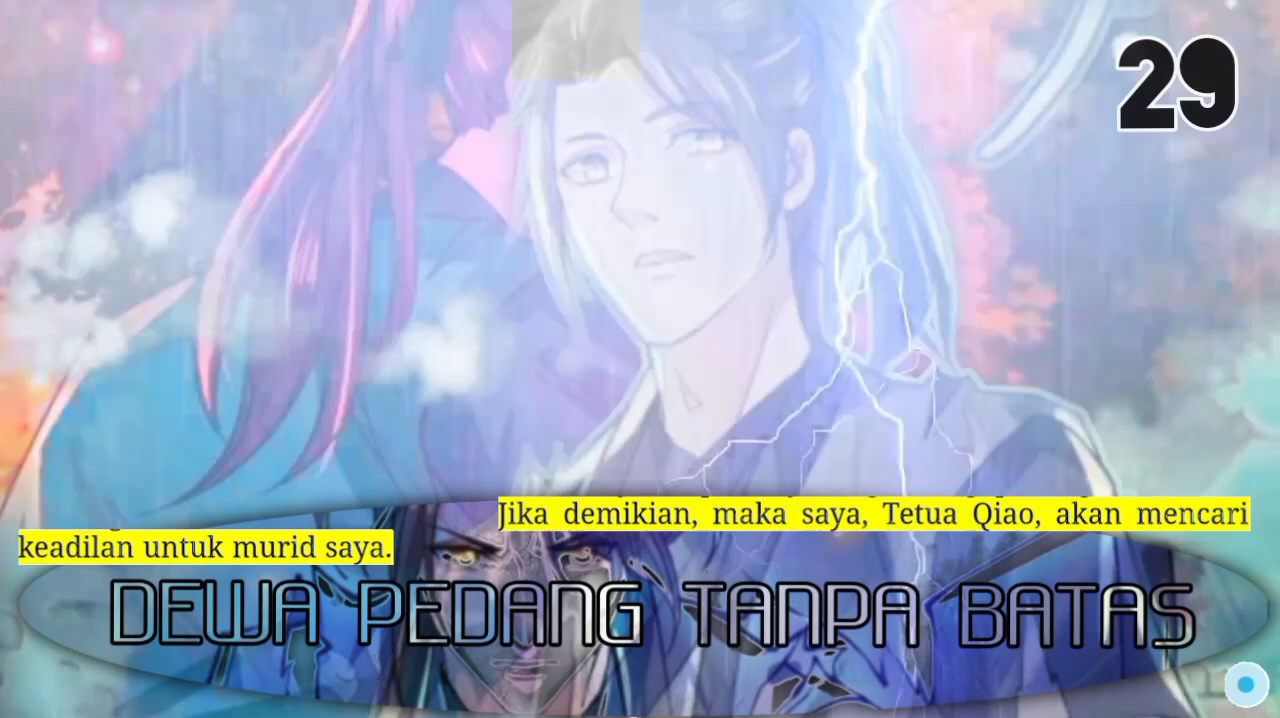 29
Jika demikian, maka saya, Tetua Qiao, akan mencari
keadilan untuk murid saya.
DEWA PEDANG TANPA BATAS